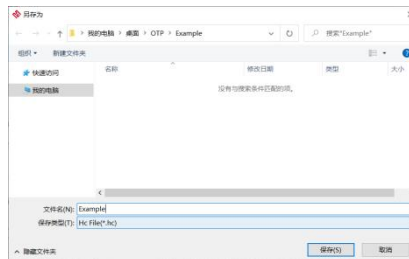 另存为
我的电脑 > 桌面 > OTP > Example
搜索"Example"
组织 新建文件夹
名称 修改日期 类型 大小
快速访问
我的电脑
没有与搜索条件匹配的项。
文件名(N): Example
保存类型(T): Hc File(*.hc)
隐藏文件夹 保存(S) 取消